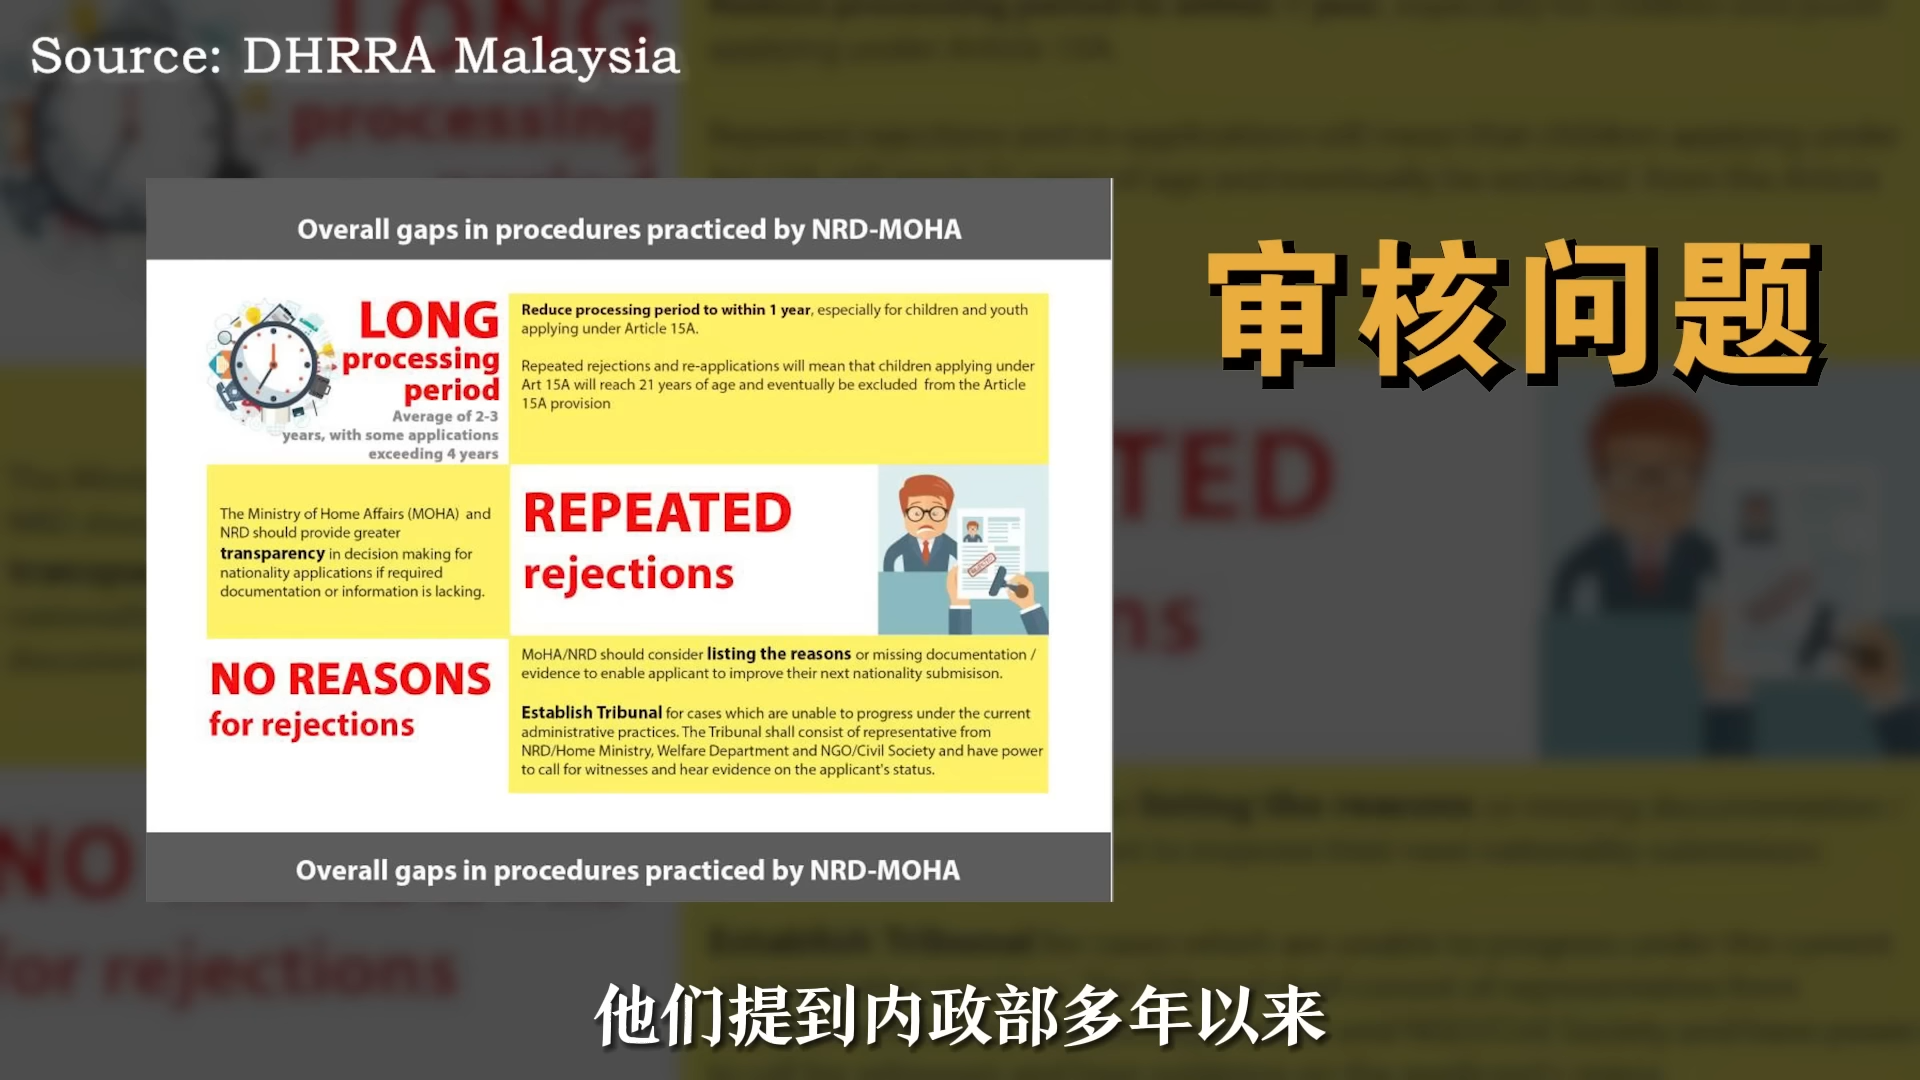 Source: DHRRA Malaysia
Overall gaps in procedures practiced by NRD-MOHA
LONG
processing
period
Average of 2-3
years, with some applications
exceeding 4 years
Reduce processing period to within 1 year, especially for children and youth
applying under Article 15A.
Repeated rejections and re-applications will mean that children applying under
Art 15A will reach 21 years of age and eventually be excluded from the Article
15A provision
The Ministry of Home Affairs (MOHA) and
NRD should provide greater
transparency in decision making for
nationality applications if required
documentation or information is lacking.
REPEATED
rejections
REJECTED
NO REASONS
for rejections
MoHA/NRD should consider listing the reasons or missing documentation /
evidence to enable applicant to improve their next nationality submisison.
Establish Tribunal for cases which are unable to progress under the current
administrative practices. The Tribunal shall consist of representative from
NRD/Home Ministry, Welfare Department and NGO/Civil Society and have power
to call for witnesses and hear evidence on the applicant's status.
Overall gaps in procedures practiced by NRD-MOHA
审核问题
他们提到内政部多年以来